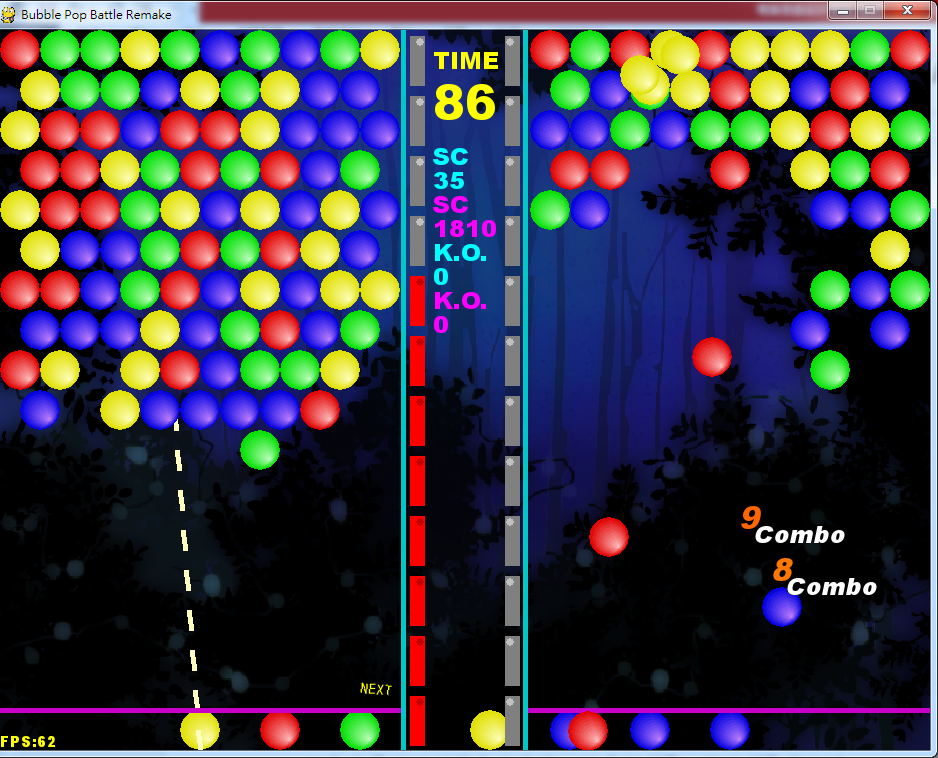 Bubble Pop Battle Remake
TIME
86
SC
35
SC
1810
K.O.
0
K.O.
0
9
Combo
8
Combo
NEXT
FPS:62